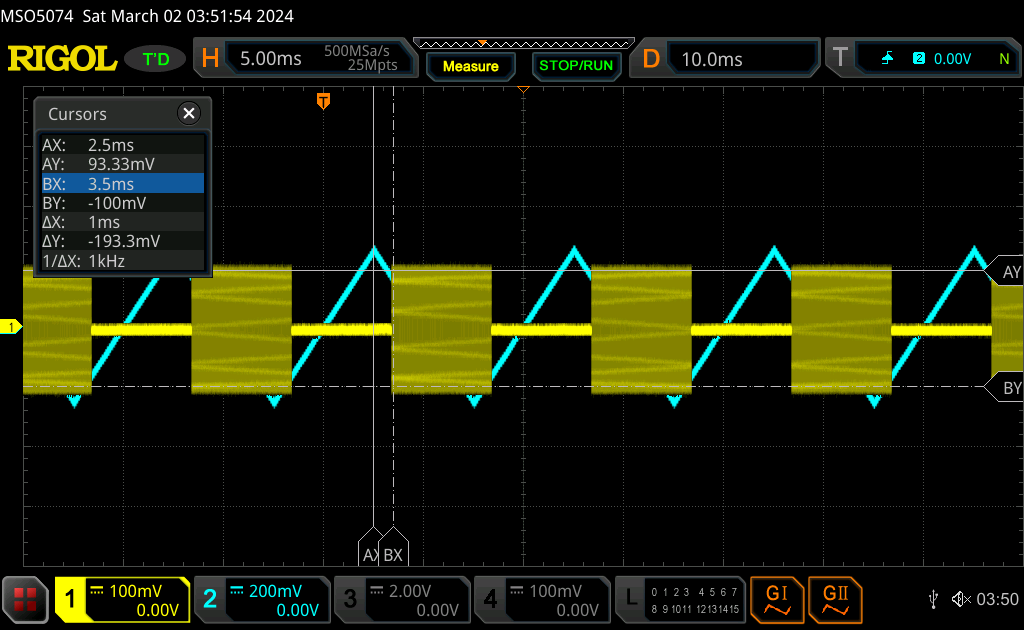 MSO5074 Sat March 02 03:51:54 2024
RIGOL T'D H 5.00ms 500MSa/s 25Mpts Measure STOP/RUN D 10.0ms T 2 0.00V N
T
Cursors
AX: 2.5ms
AY: 93.33mV
BX: 3.5ms
BY: -100mV
ΔX: 1ms
ΔY: -193.3mV
1/ΔX: 1kHz
AY
1
BY
AX BX
1 100mV 0.00V
2 200mV 0.00V
3 2.00V 0.00V
4 100mV 0.00V
L 0 1 2 3 4 5 6 7
8 9 10 11 12 13 14 15
GI GII
03:50